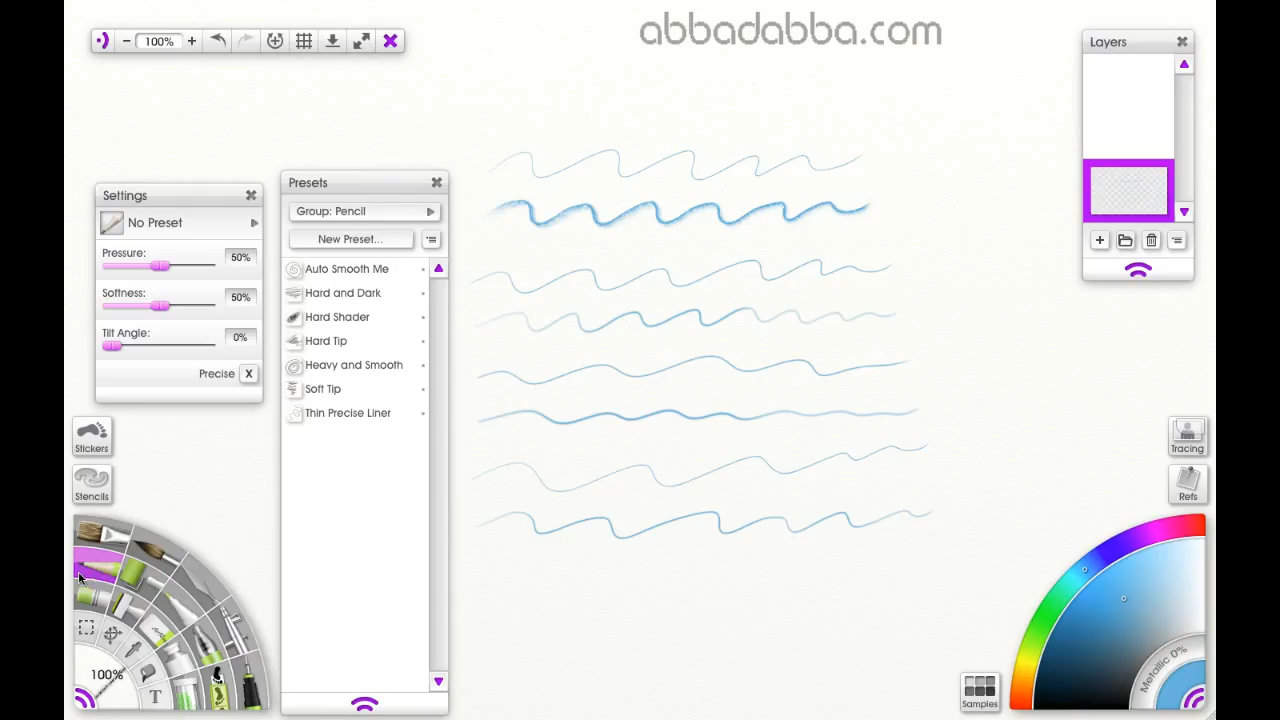 abbadabba.com
100%
Layers
Settings
No Preset
Pressure:
50%
Softness:
50%
Tilt Angle:
0%
Precise X
Presets
Group: Pencil
New Preset...
Auto Smooth Me
Hard and Dark
Hard Shader
Hard Tip
Heavy and Smooth
Soft Tip
Thin Precise Liner
Stickers
Stencils
100%
T
Tracing
Refs
Samples
Metallic 0%